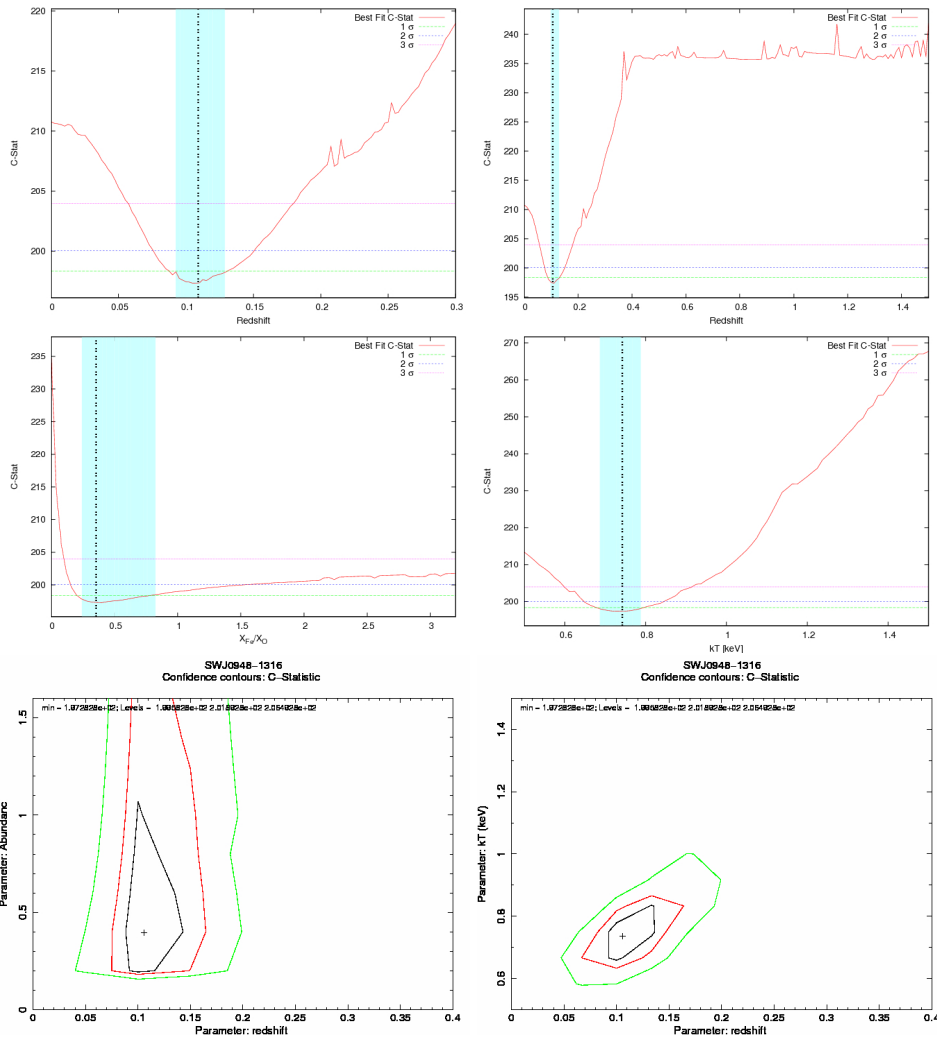 Best Fit C-Stat
1 σ
2 σ
3 σ
220
215
210
205
200
C-Stat
0
0.05
0.1
0.15
0.2
0.25
0.3
Redshift
Best Fit C-Stat
1 σ
2 σ
3 σ
240
235
230
225
220
215
210
205
200
195
C-Stat
0
0.2
0.4
0.6
0.8
1
1.2
1.4
Redshift
Best Fit C-Stat
1 σ
2 σ
3 σ
235
230
225
220
215
210
205
200
C-Stat
0
0.5
1
1.5
2
2.5
3
X_Fe/X_O
Best Fit C-Stat
1 σ
2 σ
3 σ
270
260
250
240
230
220
210
200
C-Stat
0.6
0.8
1
1.2
1.4
kT [keV]
SWJ0948−1316
Confidence contours: C−Statistic
1.5
1
0.5
0
Parameter: Abundanc
0
0.05
0.1
0.15
0.2
0.25
0.3
0.35
0.4
Parameter: redshift
SWJ0948−1316
Confidence contours: C−Statistic
1.4
1.2
1
0.8
0.6
Parameter: kT (keV)
0
0.05
0.1
0.15
0.2
0.25
0.3
0.35
0.4
Parameter: redshift